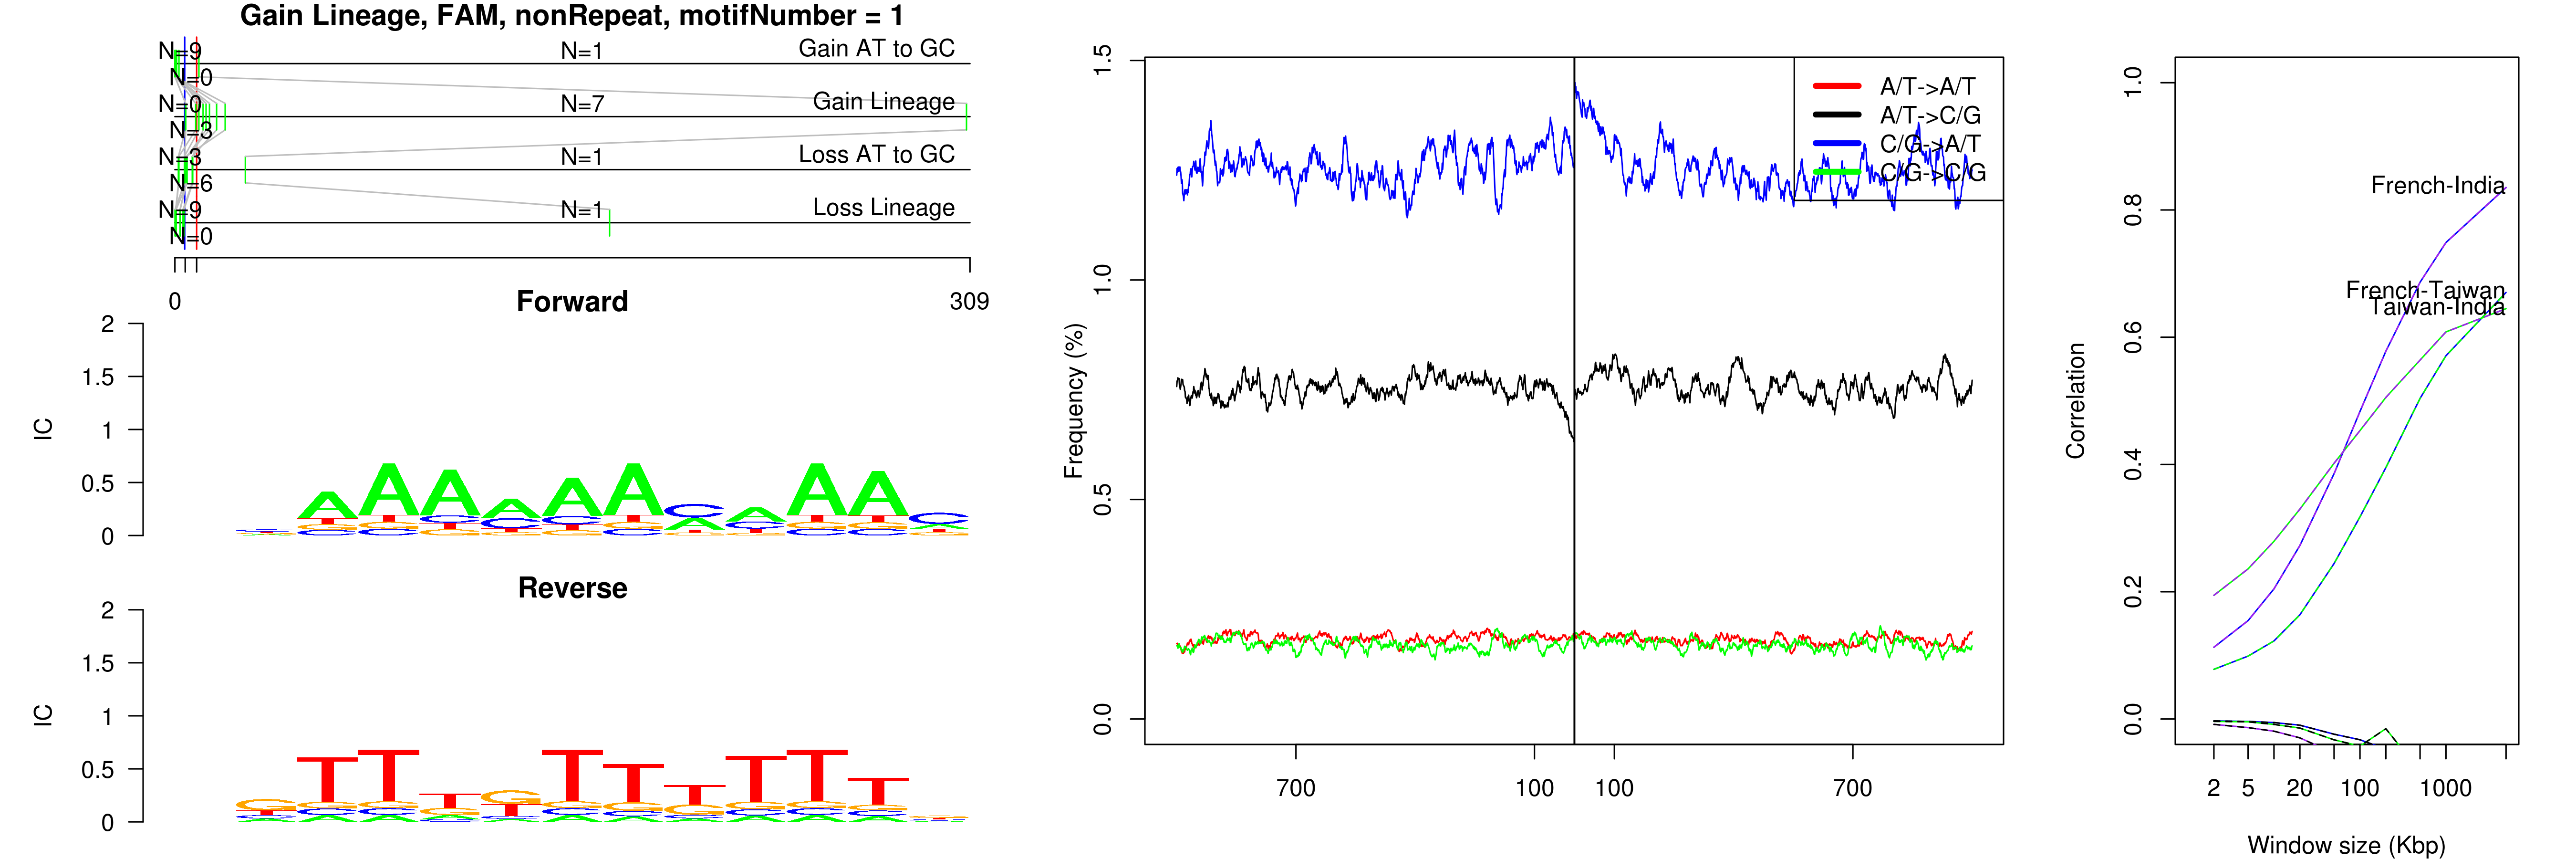 Gain Lineage, FAM, nonRepeat, motifNumber = 1
N=9 N=1 Gain AT to GC
N=0
N=0 N=7 Gain Lineage
N=3
N=3 N=1 Loss AT to GC
N=6
N=9 N=1 Loss Lineage
N=0
0 309
Forward
2
1.5
1
0.5
0
IC
Reverse
2
1.5
1
0.5
0
IC
1.5
1.0
0.5
0.0
Frequency (%)
A/T->A/T
A/T->C/G
C/G->A/T
C/G->C/G
700 100 100 700
1.0
0.8
0.6
0.4
0.2
0.0
Correlation
French-India
French-Taiwan
Taiwan-India
2 5 20 100 1000
Window size (Kbp)